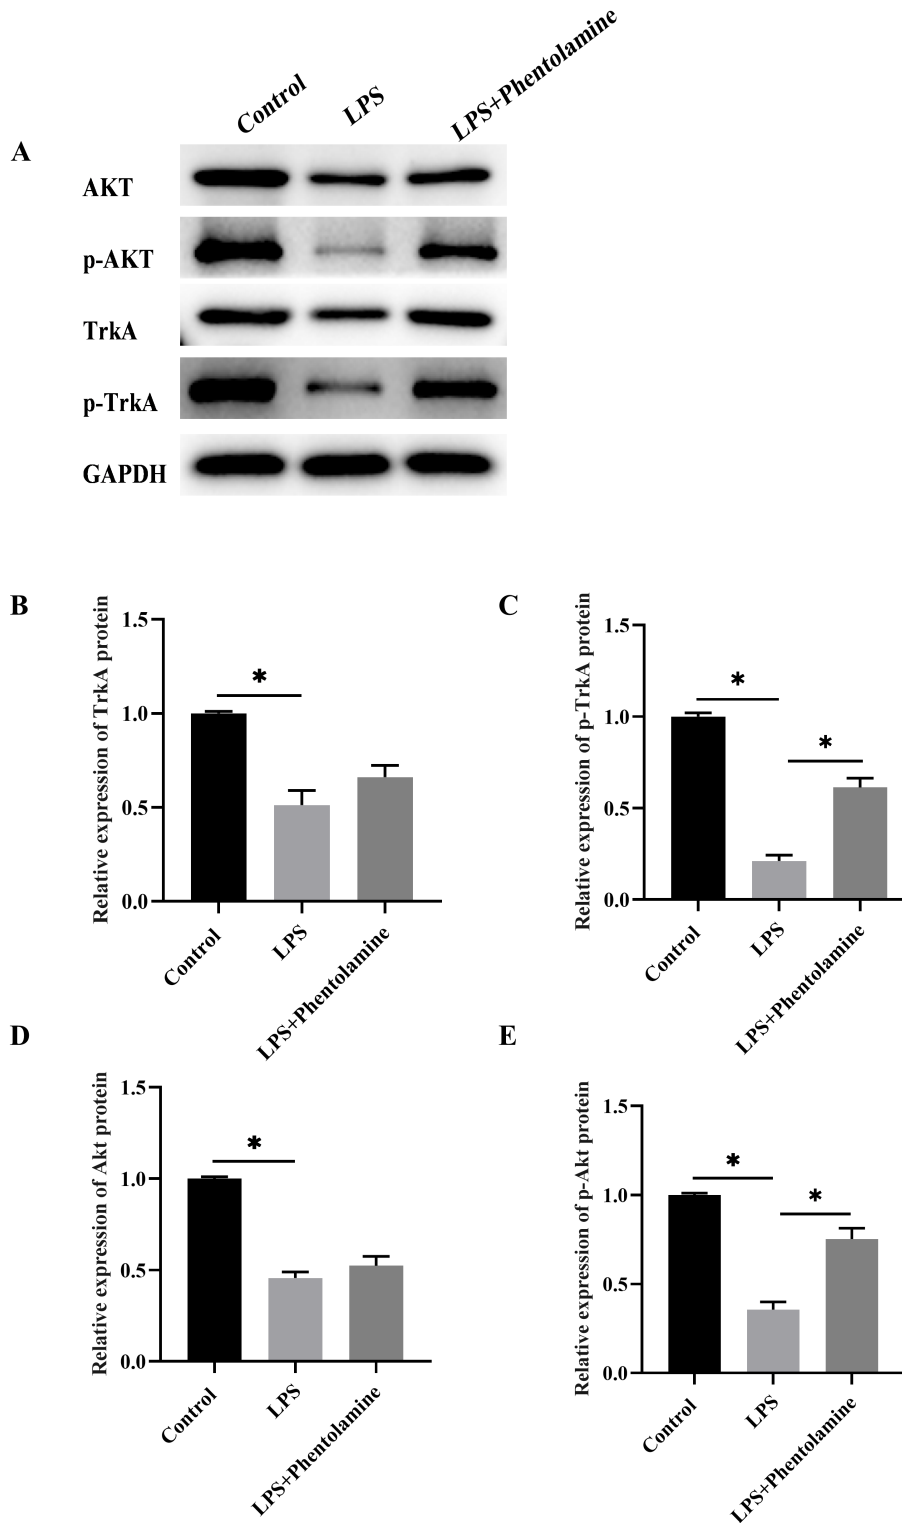 Control
LPS
LPS+Phentolamine
A
AKT
p-AKT
TrkA
p-TrkA
GAPDH
B
Relative expression of TrkA protein
1.5
1.0
0.5
0.0
*
Control
LPS
LPS+Phentolamine
C
Relative expression of p-TrkA protein
1.5
1.0
0.5
0.0
*
*
Control
LPS
LPS+Phentolamine
D
Relative expression of Akt protein
1.5
1.0
0.5
0.0
*
Control
LPS
LPS+Phentolamine
E
Relative expression of p-Akt protein
1.5
1.0
0.5
0.0
*
*
Control
LPS
LPS+Phentolamine